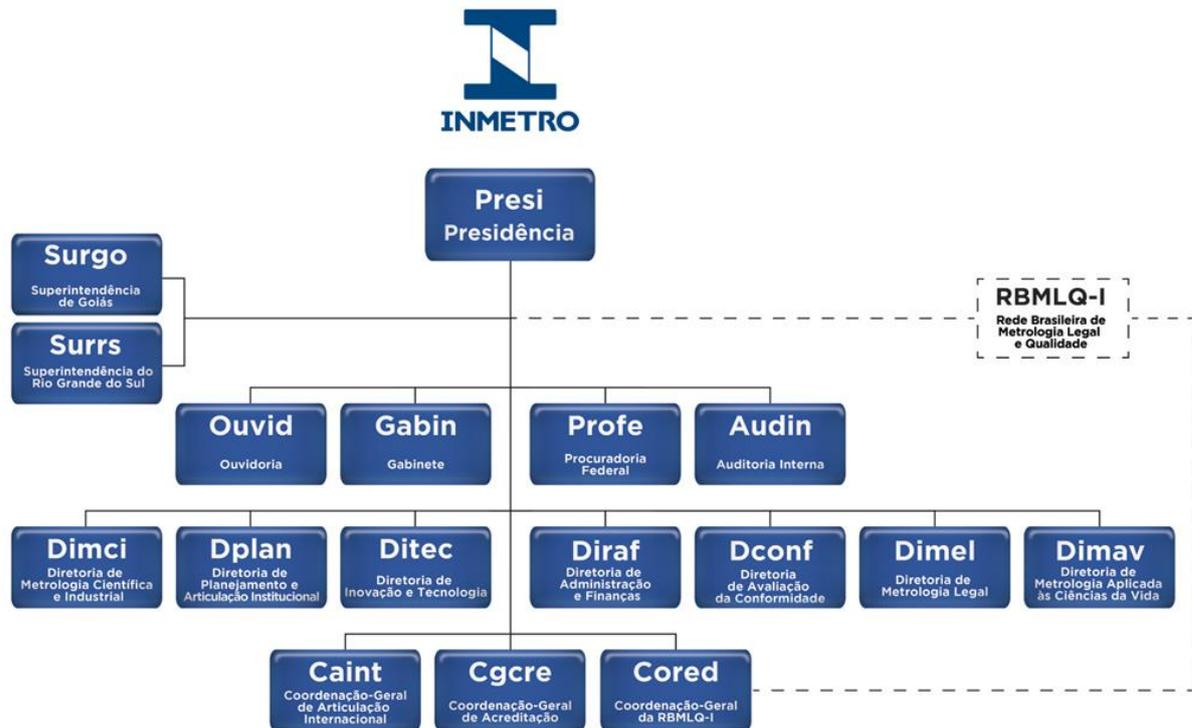 INMETRO
Presi
Presidência
Surgo
Superintendência
de Goiás
Surrs
Superintendência do
Rio Grande do Sul
RBMLQ-I
Rede Brasileira de
Metrologia Legal
e Qualidade
Ouvid
Ouvidoria
Gabin
Gabinete
Profe
Procuradoria
Federal
Audin
Auditoria Interna
Dimci
Diretoria de
Metrologia Científica
e Industrial
Dplan
Diretoria de
Planejamento e
Articulação Institucional
Ditec
Diretoria de
Inovação e Tecnologia
Diraf
Diretoria de
Administração
e Finanças
Dconf
Diretoria
de Avaliação
da Conformidade
Dimel
Diretoria de
Metrologia Legal
Dimav
Diretoria de
Metrologia Aplicada
às Ciências da Vida
Caint
Coordenação-Geral
de Articulação
Internacional
Cgcre
Coordenação-Geral
de Acreditação
Cored
Coordenação-Geral
da RBMLQ-I